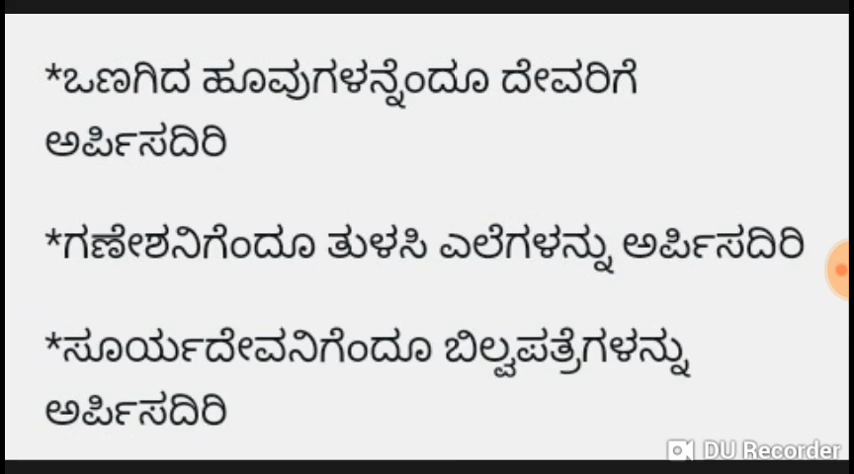 *ಒಣಗಿದ ಹೂವುಗಳನ್ನೆಂದೂ ದೇವರಿಗೆ
ಅರ್ಪಿಸದಿರಿ
*ಗಣೇಶನಿಗೆಂದೂ ತುಳಸಿ ಎಲೆಗಳನ್ನು ಅರ್ಪಿಸದಿರಿ
*ಸೂರ್ಯದೇವನಿಗೆಂದೂ ಬಿಲ್ವಪತ್ರೆಗಳನ್ನು
ಅರ್ಪಿಸದಿರಿ
DU Recorder